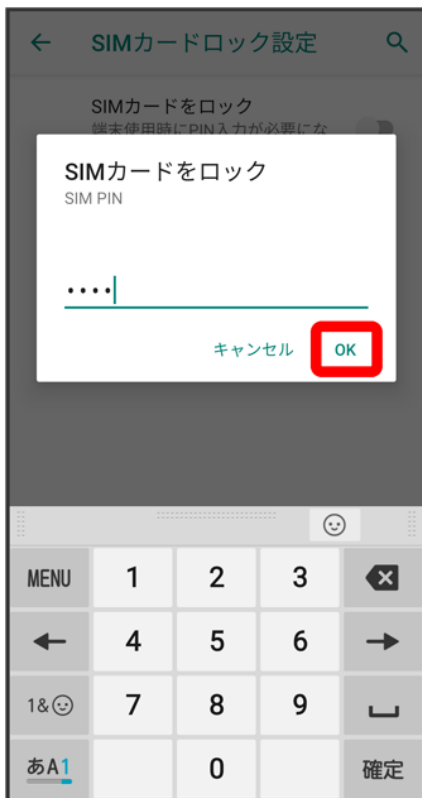 SIMカードロック設定
SIMカードをロック
端末使用時にPIN入力が必要にな
SIMカードをロック
SIM PIN
••••
キャンセル OK
MENU 1 2 3
4 5 6
1& 7 8 9
あA1 0 確定